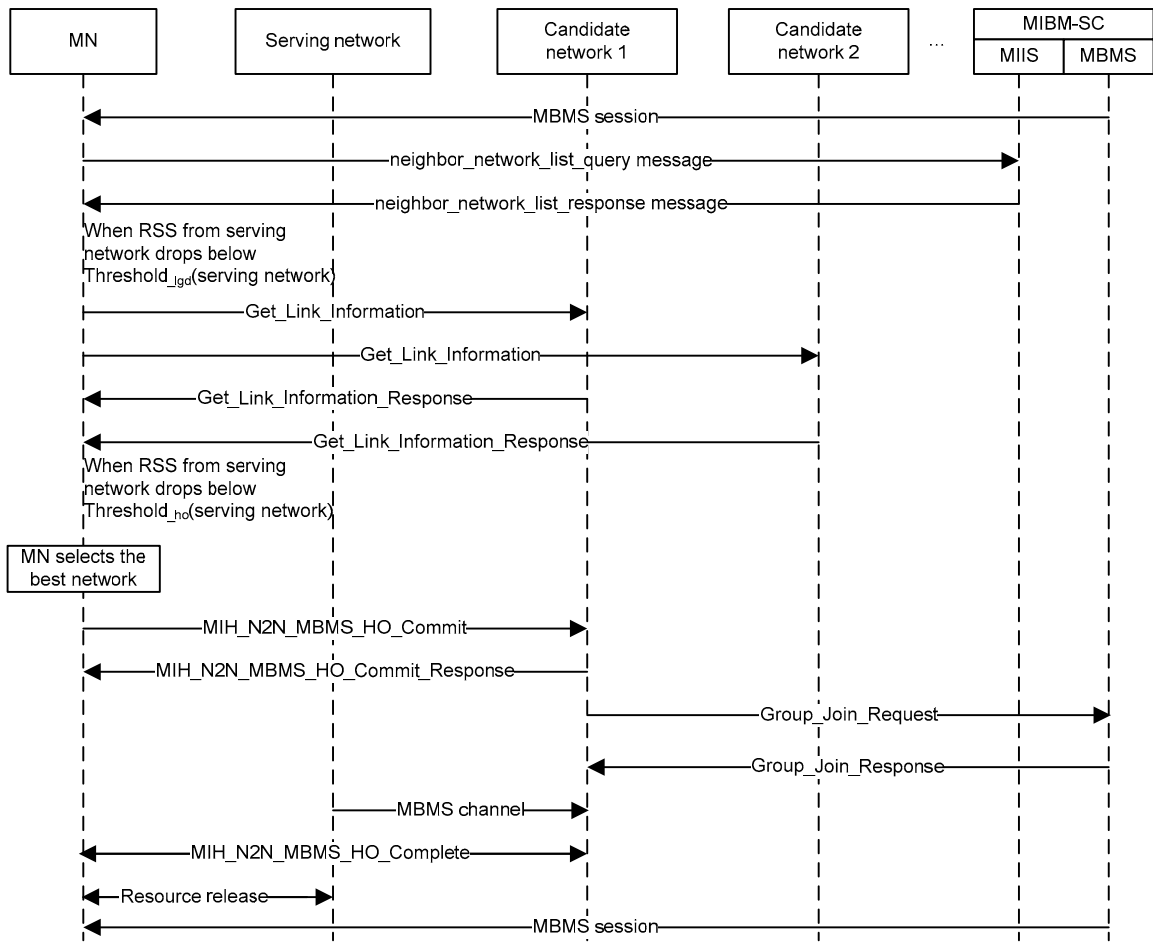 MN
Serving network
Candidate
network 1
Candidate
network 2
...
MIBM-SC
MIIS
MBMS
MBMS session
neighbor_network_list_query message
neighbor_network_list_response message
When RSS from serving
network drops below
Threshold_lgd(serving network)
Get_Link_Information
Get_Link_Information
Get_Link_Information_Response
Get_Link_Information_Response
When RSS from serving
network drops below
Threshold_ho(serving network)
MN selects the
best network
MIH_N2N_MBMS_HO_Commit
MIH_N2N_MBMS_HO_Commit_Response
Group_Join_Request
Group_Join_Response
MBMS channel
MIH_N2N_MBMS_HO_Complete
Resource release
MBMS session